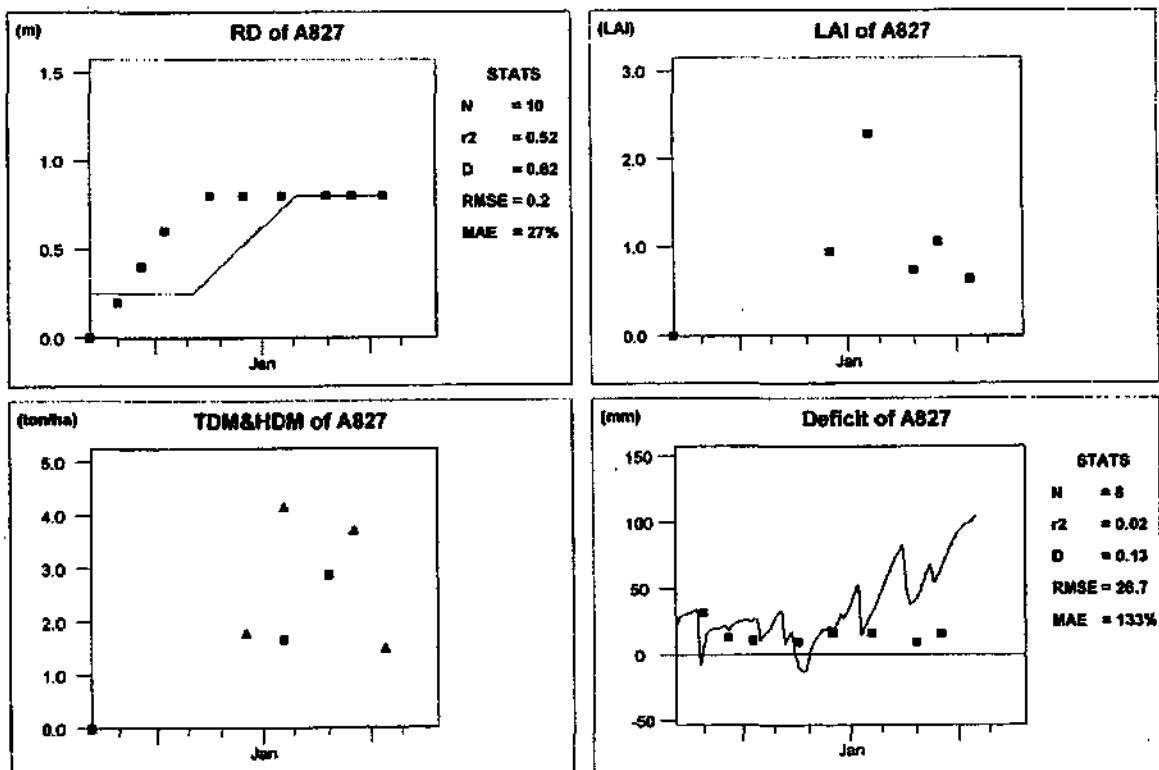 (m)
RD of A827
1.5
1.0
0.5
0.0
Jan
STATS
N = 10
r2 = 0.52
D = 0.62
RMSE = 0.2
MAE = 27%
(LAI)
LAI of A827
3.0
2.0
1.0
0.0
Jan
(ton/ha)
TDM&HDM of A827
5.0
4.0
3.0
2.0
1.0
0.0
Jan
(mm)
Deficit of A827
150
100
50
0
-50
Jan
STATS
N = 8
r2 = 0.02
D = 0.13
RMSE = 26.7
MAE = 133%